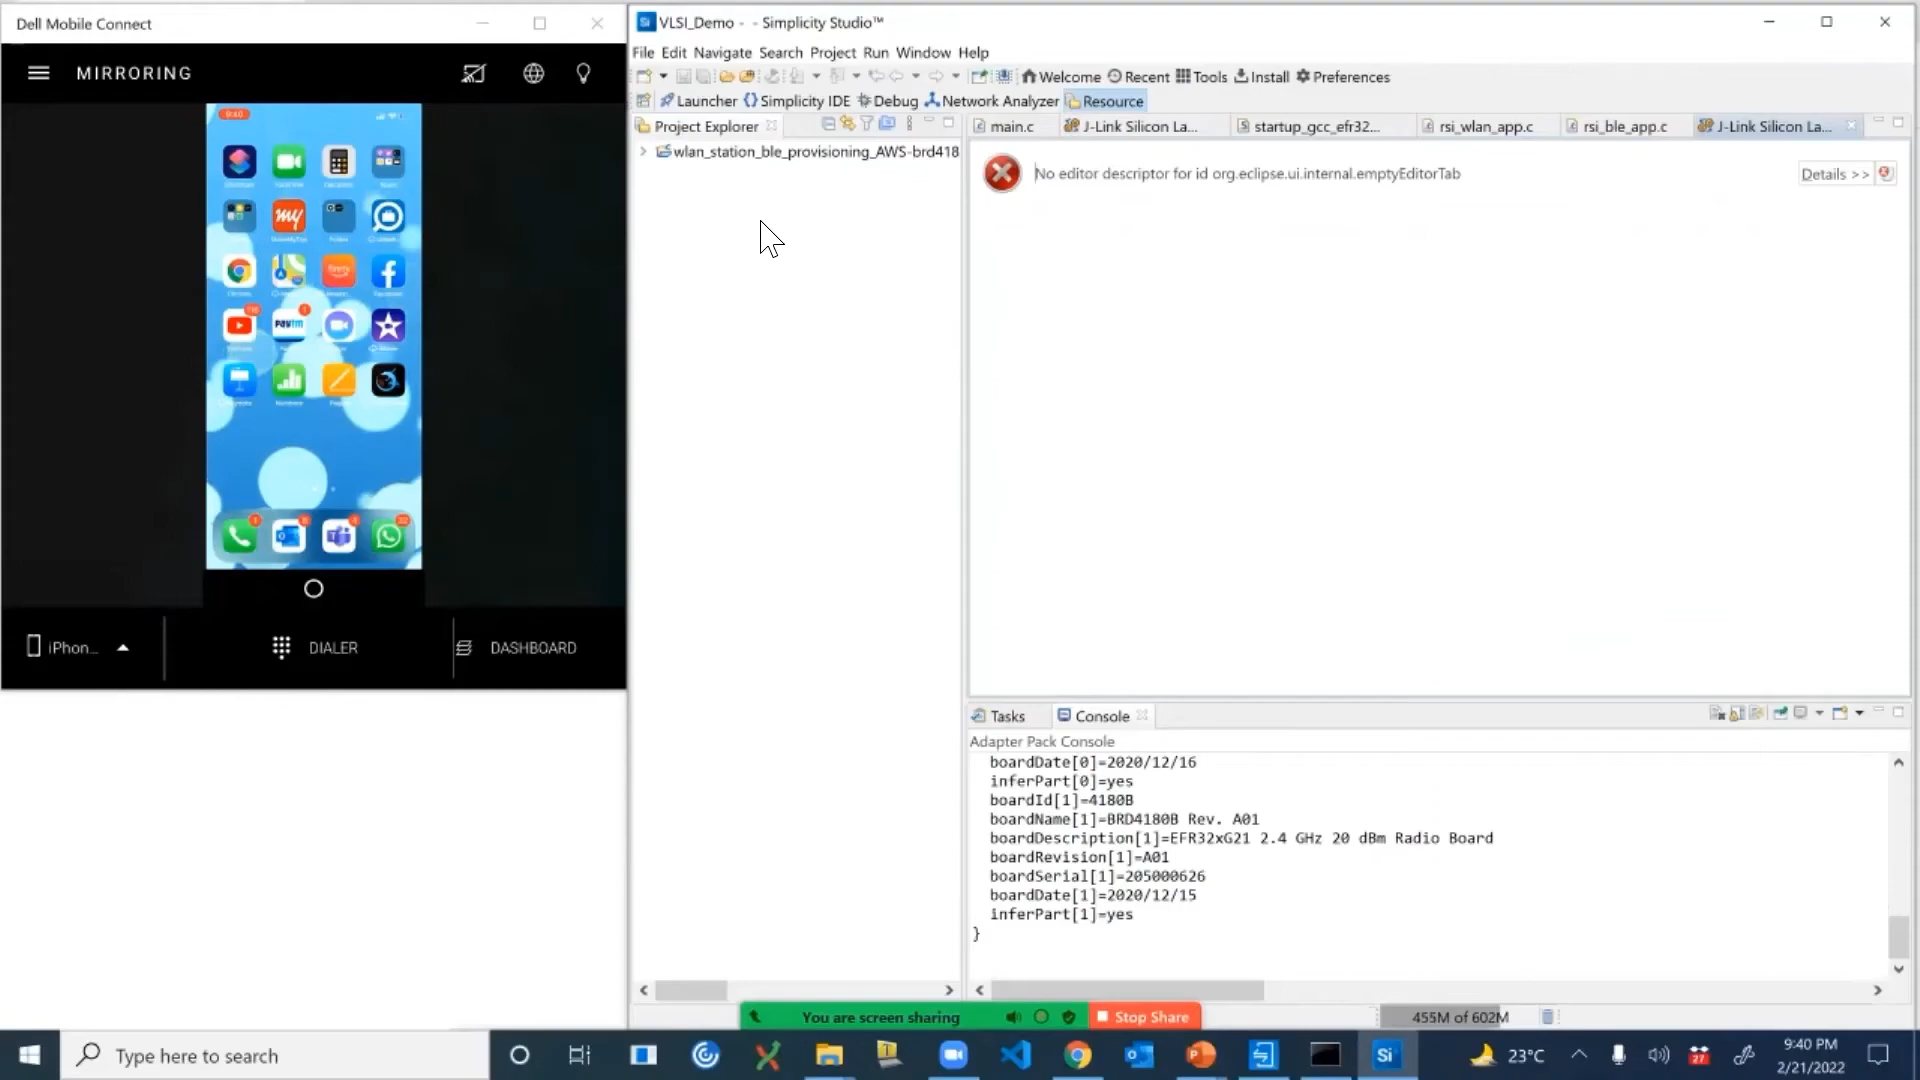 Dell Mobile Connect
MIRRORING
9:40
my
Paytm
iPhon...
DIALER
DASHBOARD
VLSI_Demo - - Simplicity Studio™
File Edit Navigate Search Project Run Window Help
Welcome Recent Tools Install Preferences
Launcher Simplicity IDE Debug Network Analyzer Resource
Project Explorer
wlan_station_ble_provisioning_AWS-brd418
main.c J-Link Silicon La... startup_gcc_efr32... rsi_wlan_app.c rsi_ble_app.c J-Link Silicon La...
No editor descriptor for id org.eclipse.ui.internal.emptyEditorTab
Details >>
Tasks Console
Adapter Pack Console
boardDate[0]=2020/12/16
inferPart[0]=yes
boardId[1]=4180B
boardName[1]=BRD4180B Rev. A01
boardDescription[1]=EFR32xG21 2.4 GHz 20 dBm Radio Board
boardRevision[1]=A01
boardSerial[1]=205000626
boardDate[1]=2020/12/15
inferPart[1]=yes
}
You are screen sharing Stop Share
455M of 602M
Type here to search
Si
23°C
27
9:40 PM
2/21/2022